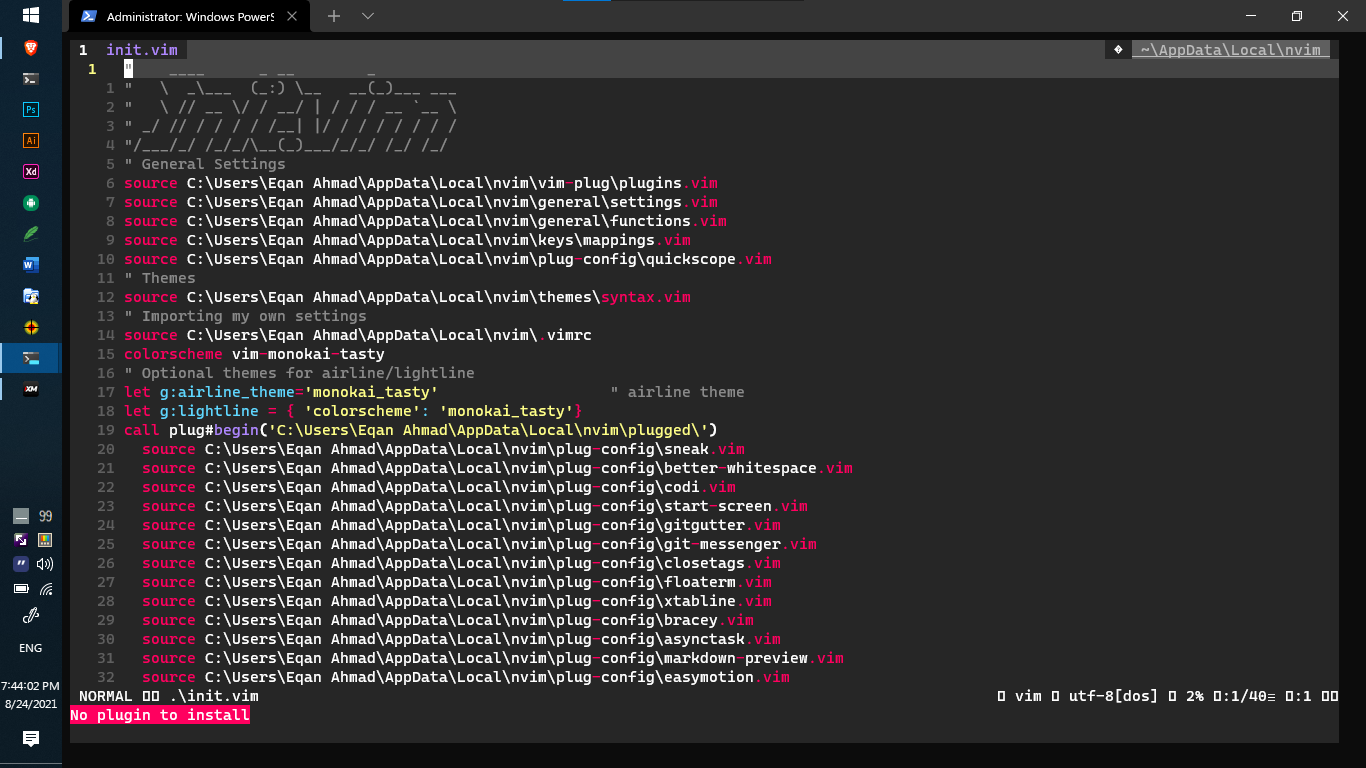 Administrator: Windows PowerS
1 init.vim ~\AppData\Local\nvim
1 "    ____      _ __        _
1 "   \  _\___  (_:) \__   __(_)___ ___
2 "   \ // __ \/ / __/ | / / / __ `__ \
3 " _/ // / / / / /__| |/ / / / / / / /
4 "/___/_/ /_/_/\__(_)___/_/_/ /_/ /_/
5 " General Settings
6 source C:\Users\Eqan Ahmad\AppData\Local\nvim\vim-plug\plugins.vim
7 source C:\Users\Eqan Ahmad\AppData\Local\nvim\general\settings.vim
8 source C:\Users\Eqan Ahmad\AppData\Local\nvim\general\functions.vim
9 source C:\Users\Eqan Ahmad\AppData\Local\nvim\keys\mappings.vim
10 source C:\Users\Eqan Ahmad\AppData\Local\nvim\plug-config\quickscope.vim
11 " Themes
12 source C:\Users\Eqan Ahmad\AppData\Local\nvim\themes\syntax.vim
13 " Importing my own settings
14 source C:\Users\Eqan Ahmad\AppData\Local\nvim\.vimrc
15 colorscheme vim-monokai-tasty
16 " Optional themes for airline/lightline
17 let g:airline_theme='monokai_tasty'                   " airline theme
18 let g:lightline = { 'colorscheme': 'monokai_tasty'}
19 call plug#begin('C:\Users\Eqan Ahmad\AppData\Local\nvim\plugged\')
20   source C:\Users\Eqan Ahmad\AppData\Local\nvim\plug-config\sneak.vim
21   source C:\Users\Eqan Ahmad\AppData\Local\nvim\plug-config\better-whitespace.vim
22   source C:\Users\Eqan Ahmad\AppData\Local\nvim\plug-config\codi.vim
23   source C:\Users\Eqan Ahmad\AppData\Local\nvim\plug-config\start-screen.vim
24   source C:\Users\Eqan Ahmad\AppData\Local\nvim\plug-config\gitgutter.vim
25   source C:\Users\Eqan Ahmad\AppData\Local\nvim\plug-config\git-messenger.vim
26   source C:\Users\Eqan Ahmad\AppData\Local\nvim\plug-config\closetags.vim
27   source C:\Users\Eqan Ahmad\AppData\Local\nvim\plug-config\floaterm.vim
28   source C:\Users\Eqan Ahmad\AppData\Local\nvim\plug-config\xtabline.vim
29   source C:\Users\Eqan Ahmad\AppData\Local\nvim\plug-config\bracey.vim
30   source C:\Users\Eqan Ahmad\AppData\Local\nvim\plug-config\asynctask.vim
31   source C:\Users\Eqan Ahmad\AppData\Local\nvim\plug-config\markdown-preview.vim
32   source C:\Users\Eqan Ahmad\AppData\Local\nvim\plug-config\easymotion.vim
NORMAL .\init.vim vim utf-8[dos] 2% :1/40≡ :1
No plugin to install
Ps
Ai
Xd
W
XM
99
ENG
7:44:02 PM
8/24/2021